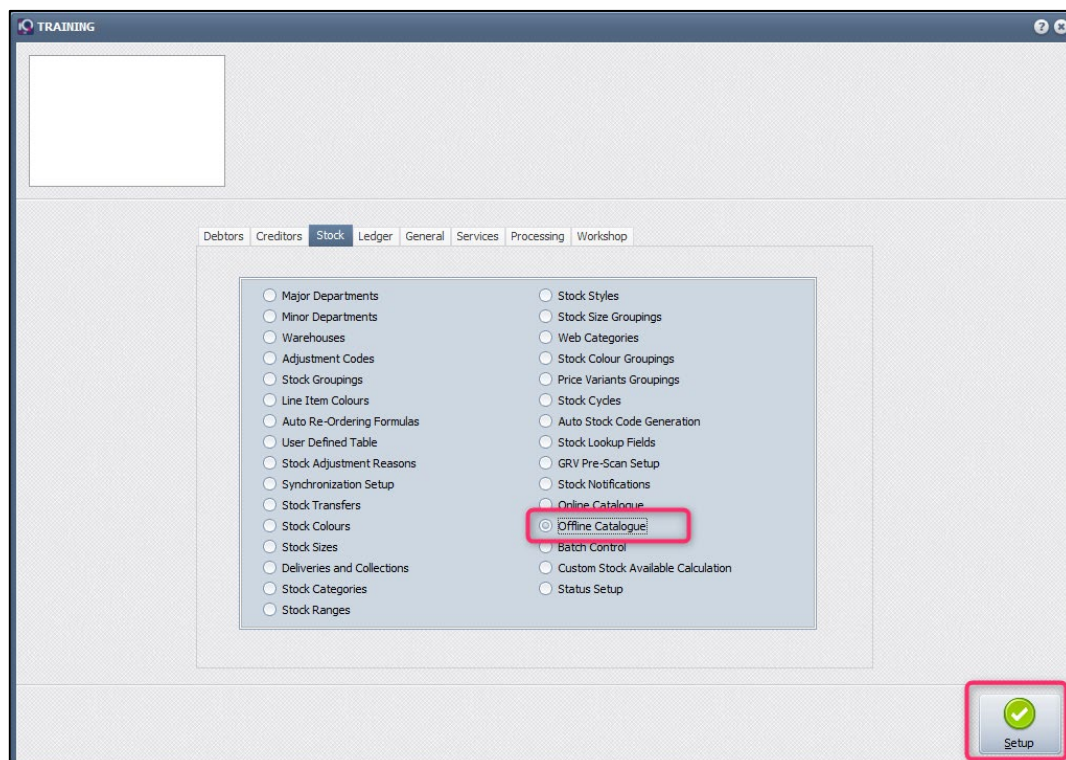 TRAINING
Debtors Creditors Stock Ledger General Services Processing Workshop
Major Departments
Minor Departments
Warehouses
Adjustment Codes
Stock Groupings
Line Item Colours
Auto Re-Ordering Formulas
User Defined Table
Stock Adjustment Reasons
Synchronization Setup
Stock Transfers
Stock Colours
Stock Sizes
Deliveries and Collections
Stock Categories
Stock Ranges
Stock Styles
Stock Size Groupings
Web Categories
Stock Colour Groupings
Price Variants Groupings
Stock Cycles
Auto Stock Code Generation
Stock Lookup Fields
GRV Pre-Scan Setup
Stock Notifications
Online Catalogue
Offline Catalogue
Batch Control
Custom Stock Available Calculation
Status Setup
Setup